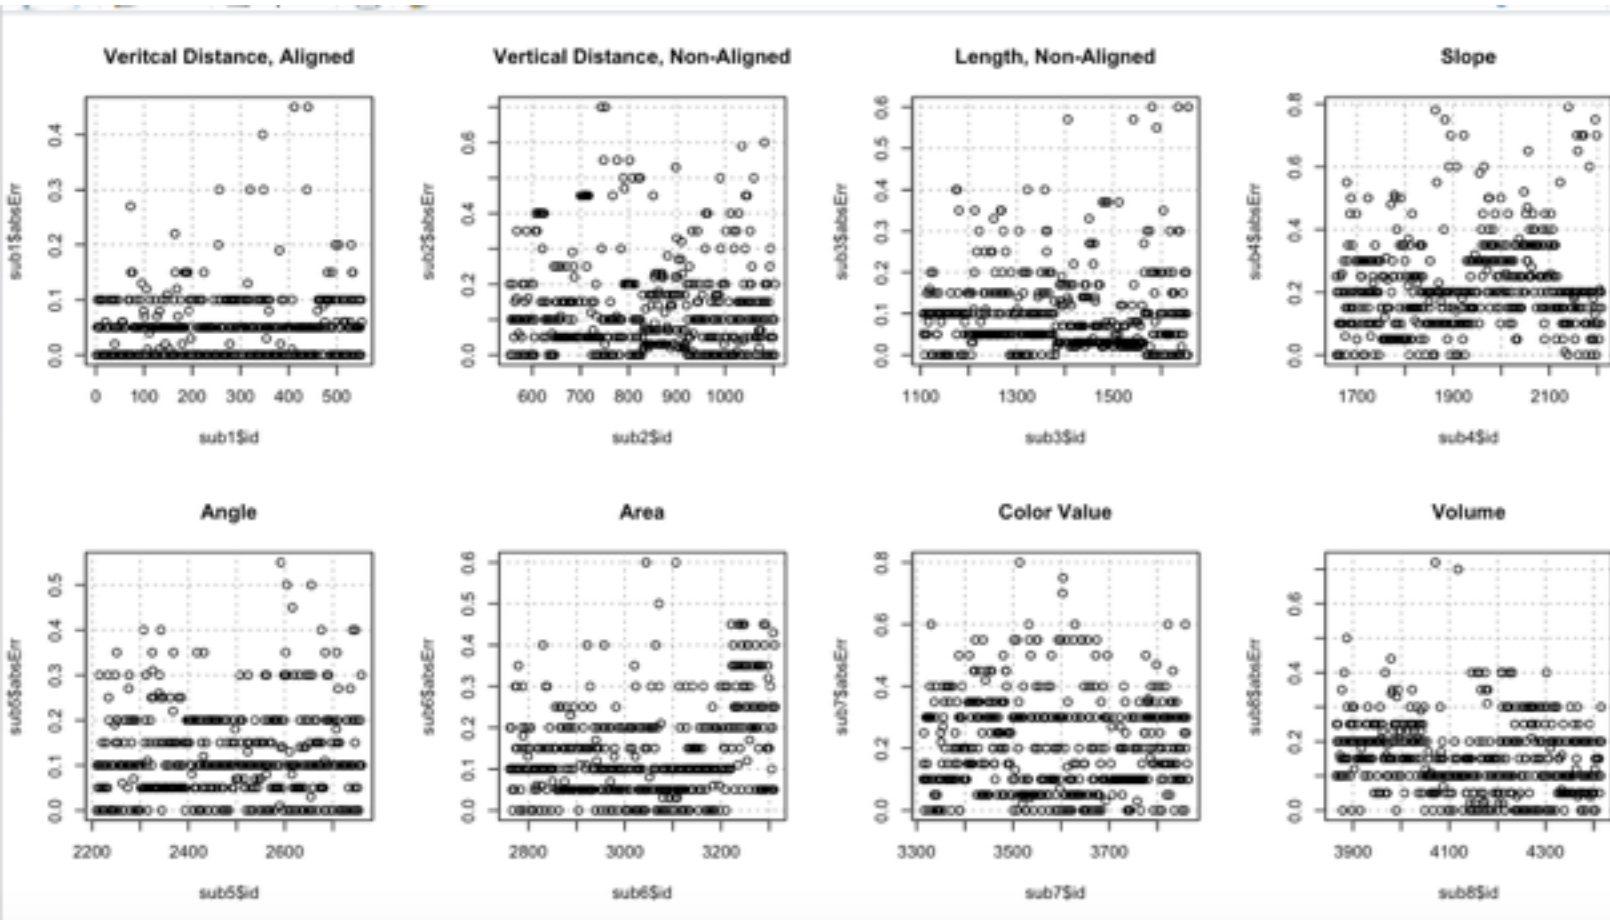 Veritcal Distance, Aligned
sub1$absErr
0.0 0.1 0.2 0.3 0.4
0 100 200 300 400 500
sub1$id
Vertical Distance, Non-Aligned
sub2$absErr
0.0 0.2 0.4 0.6
600 700 800 900 1000
sub2$id
Length, Non-Aligned
sub3$absErr
0.0 0.1 0.2 0.3 0.4 0.5 0.6
1100 1300 1500
sub3$id
Slope
sub4$absErr
0.0 0.2 0.4 0.6 0.8
1700 1900 2100
sub4$id
Angle
sub5$absErr
0.0 0.1 0.2 0.3 0.4 0.5
2200 2400 2600
sub5$id
Area
sub6$absErr
0.0 0.1 0.2 0.3 0.4 0.5 0.6
2800 3000 3200
sub6$id
Color Value
sub7$absErr
0.0 0.2 0.4 0.6 0.8
3300 3500 3700
sub7$id
Volume
sub8$absErr
0.0 0.2 0.4 0.6
3900 4100 4300
sub8$id